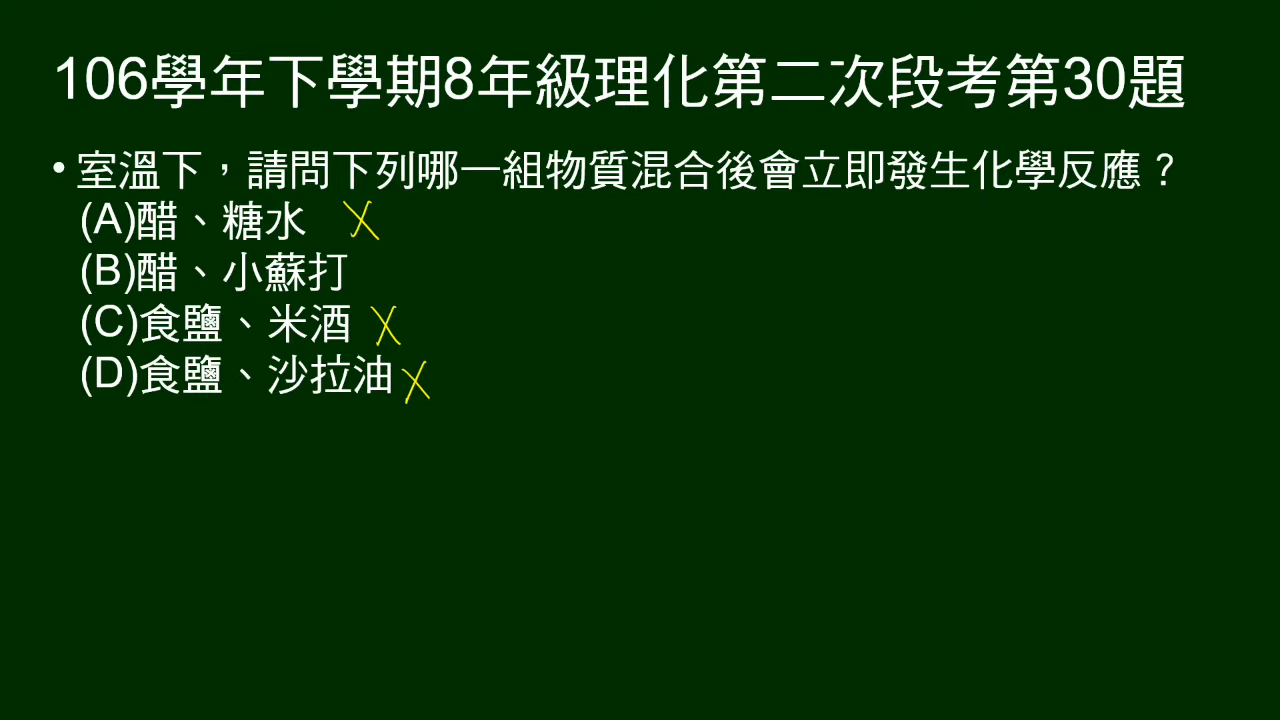 106學年下學期8年級理化第二次段考第30題
• 室溫下，請問下列哪一組物質混合後會立即發生化學反應？
(A)醋、糖水 X
(B)醋、小蘇打
(C)食鹽、米酒 X
(D)食鹽、沙拉油 X